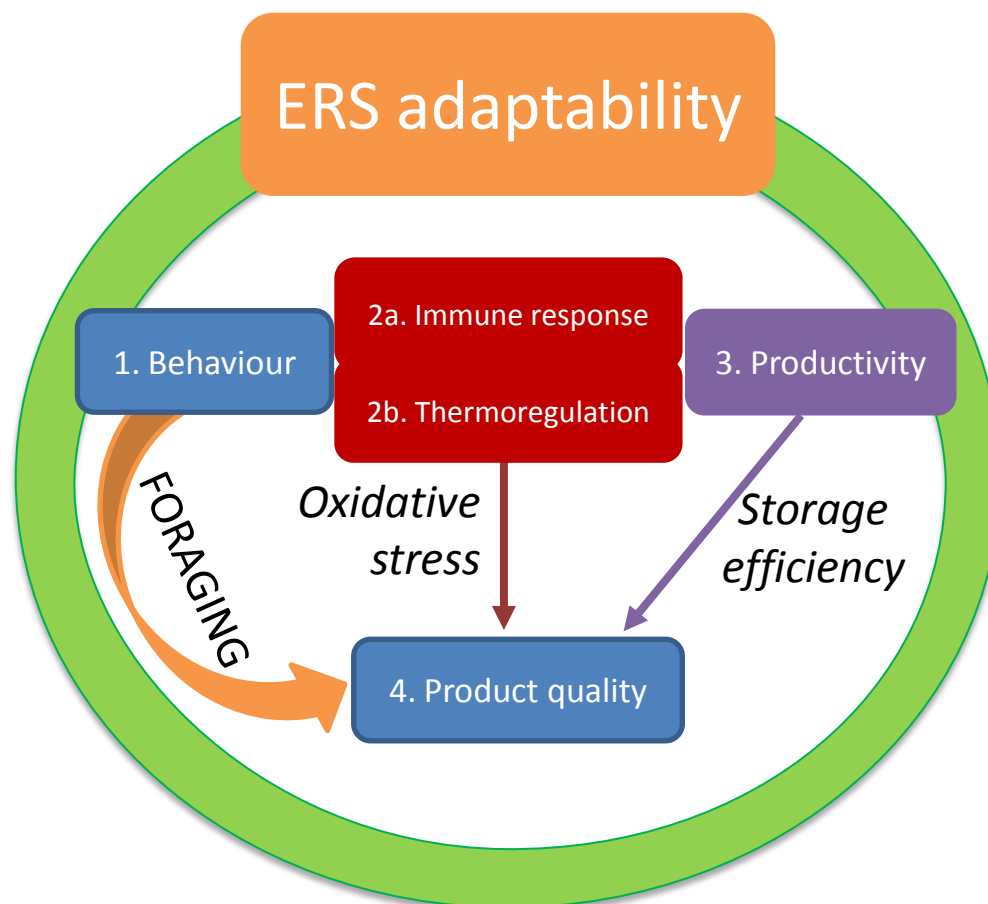 ERS adaptability
2a. Immune response
1. Behaviour
3. Productivity
2b. Thermoregulation
FORAGING
Oxidative
stress
Storage
efficiency
4. Product quality